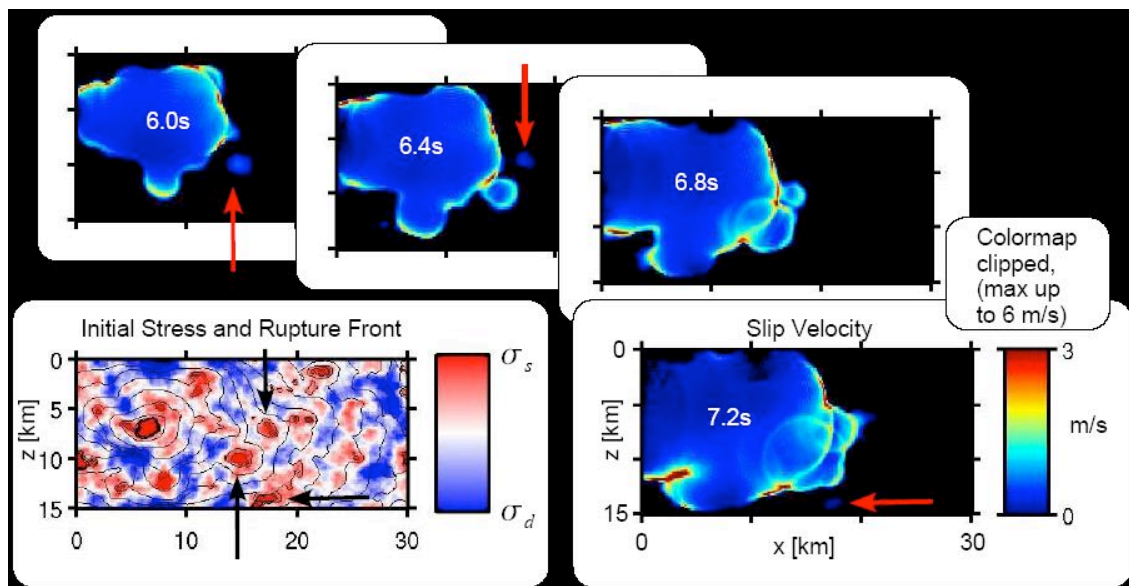 6.0s
6.4s
6.8s
Colormap
clipped,
(max up
to 6 m/s)
Initial Stress and Rupture Front
z [km]
0
5
10
15
0
10
20
30
σs
σd
Slip Velocity
7.2s
z [km]
0
15
0
30
x [km]
3
m/s
0